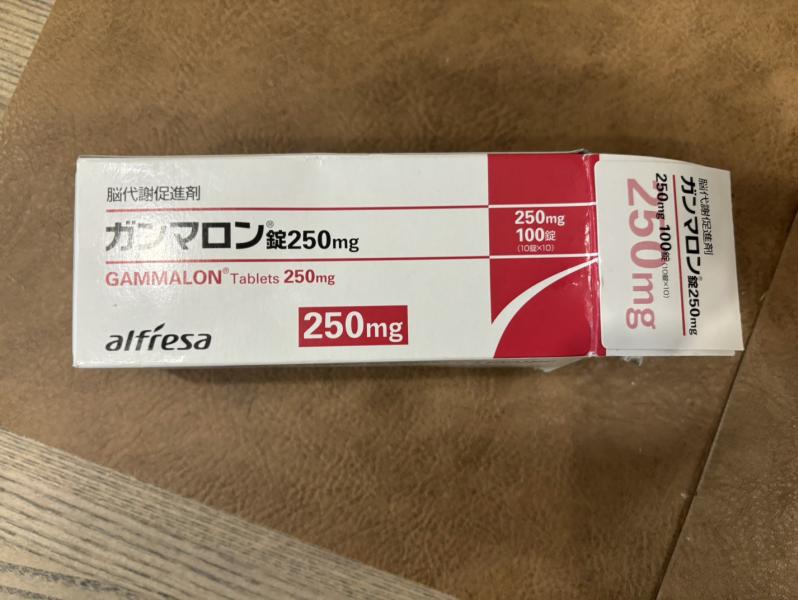 脳代謝促進剤
ガンマロン®錠250mg
GAMMALON® Tablets 250mg
250mg
alfresa
250mg
100錠
(10錠×10)
脳代謝促進剤
ガンマロン®錠250mg
250mg 100錠(10錠×10)
250mg